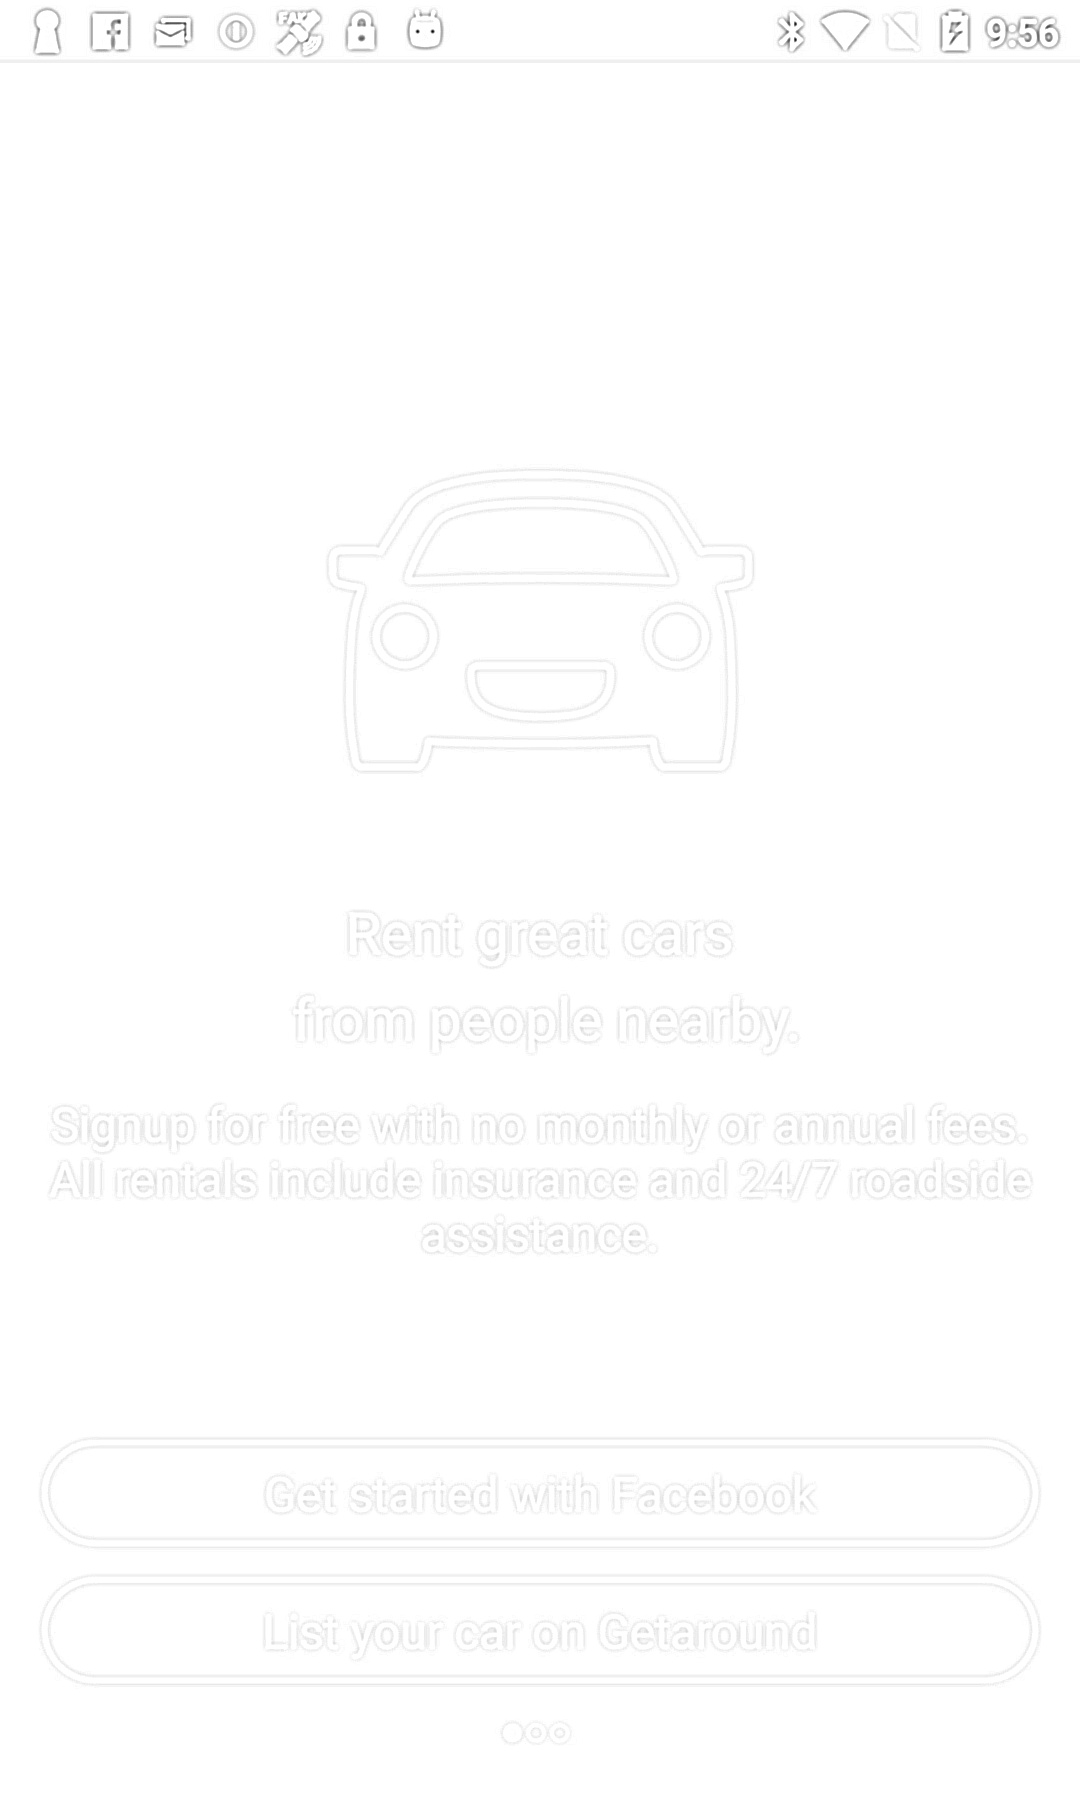 FAKE
9:56
Rent great cars
from people nearby.
Signup for free with no monthly or annual fees.
All rentals include insurance and 24/7 roadside
assistance.
Get started with Facebook
List your car on Getaround